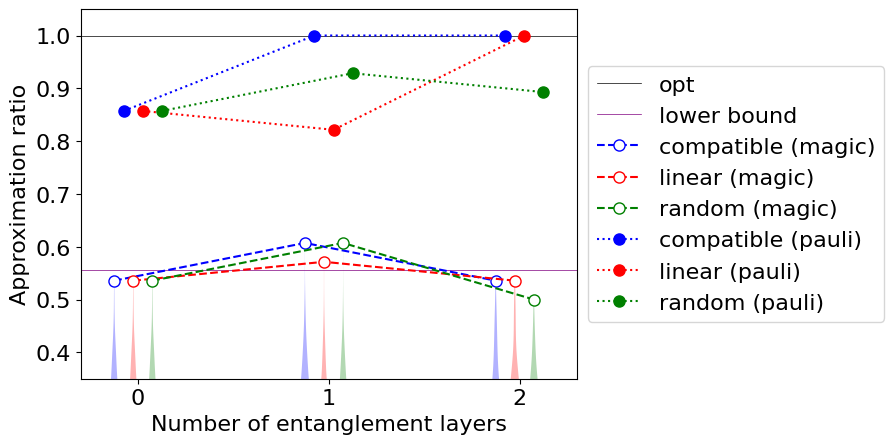 1.0
0.9
0.8
0.7
0.6
0.5
0.4
Approximation ratio
0
1
2
Number of entanglement layers
opt
lower bound
compatible (magic)
linear (magic)
random (magic)
compatible (pauli)
linear (pauli)
random (pauli)